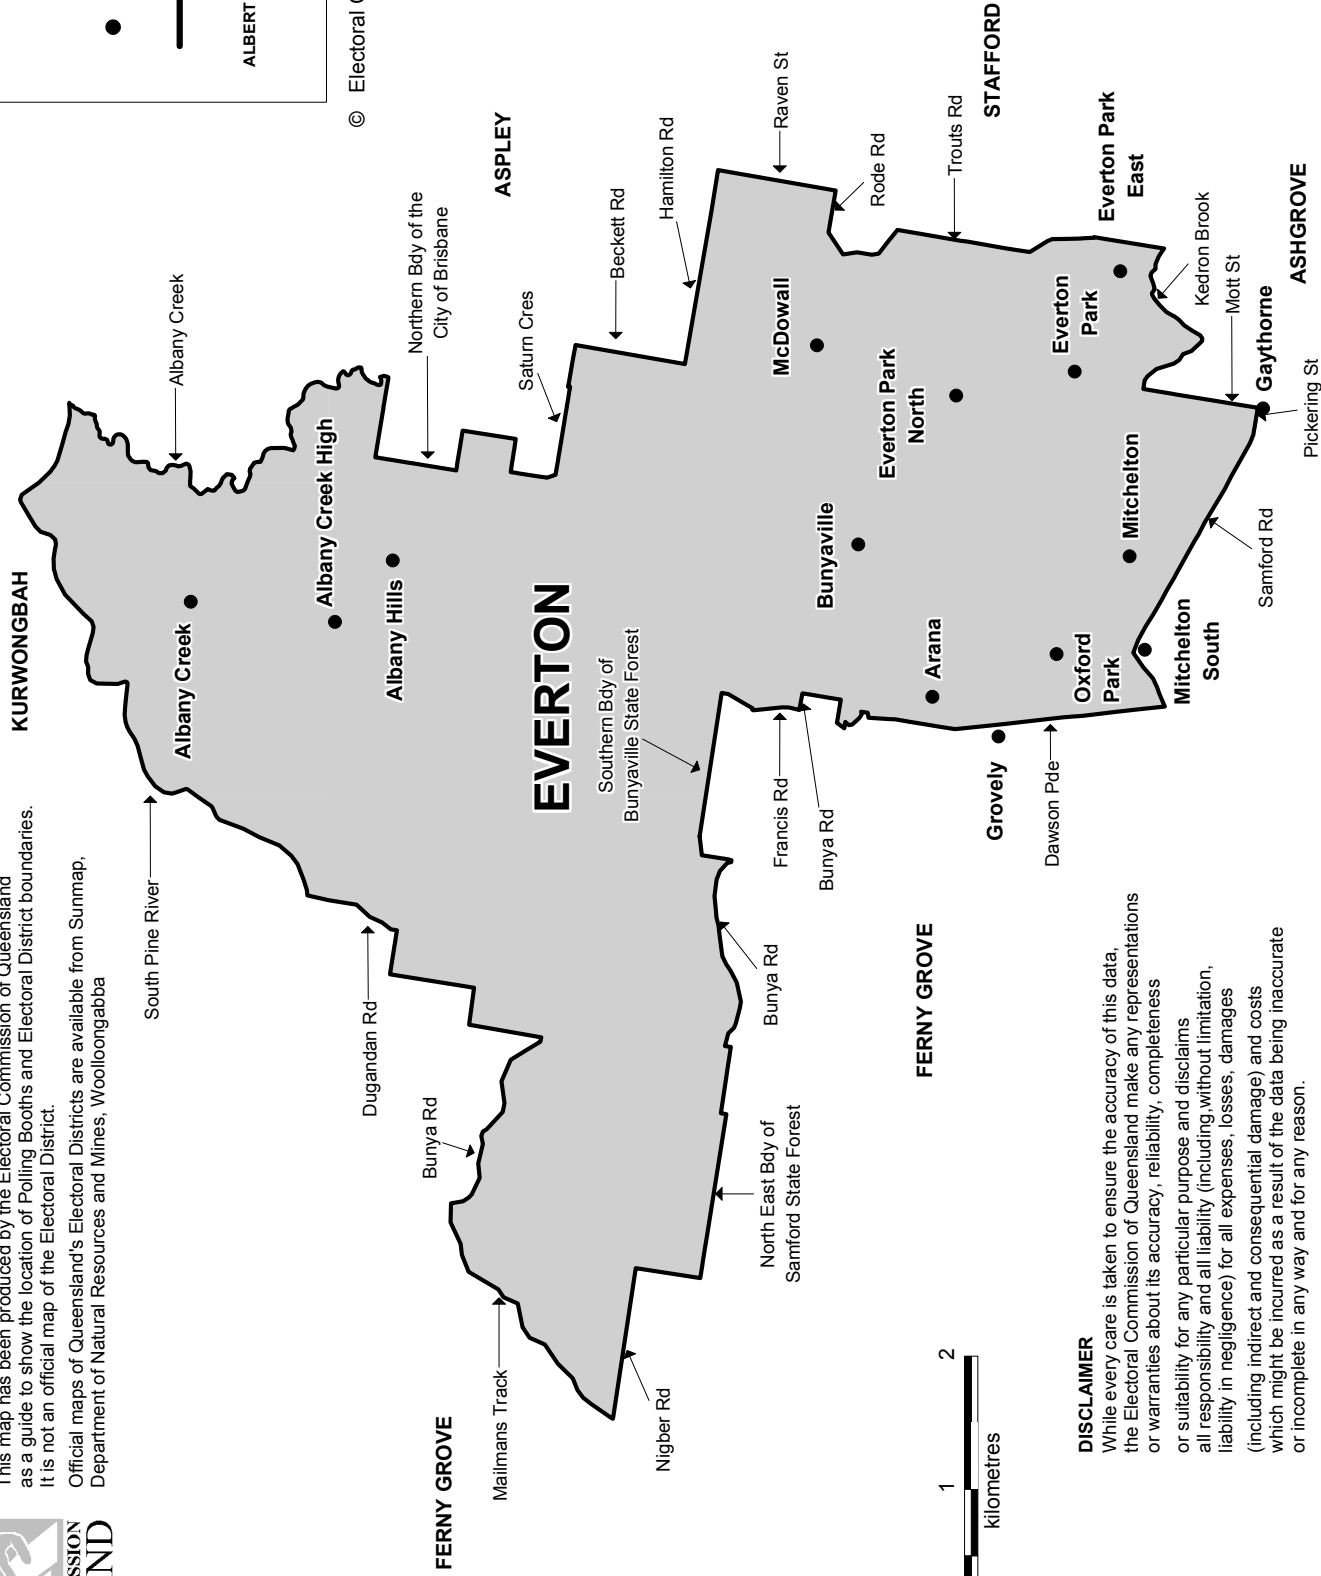 SSION
ND
This map has been produced by the Electoral Commission of Queensland
as a guide to show the location of Polling Booths and Electoral District boundaries.
It is not an official map of the Electoral District.
Official maps of Queensland's Electoral Districts are available from Sunmap,
Department of Natural Resources and Mines, Woolloongabba
ALBERT
© Electoral
KURWONGBAH
Albany Creek
South Pine River
Albany Creek
Albany Creek High
Albany Hills
Dugandan Rd
Northern Bdy of the
City of Brisbane
ASPLEY
Bunya Rd
FERNY GROVE
Mailmans Track
Saturn Cres
EVERTON
Beckett Rd
Southern Bdy of
Bunyaville State Forest
Hamilton Rd
Nigber Rd
Raven St
McDowall
North East Bdy of
Samford State Forest
Bunya Rd
Francis Rd
Bunya Rd
Bunyaville
Rode Rd
Everton Park
North
FERNY GROVE
Arana
Trouts Rd
STAFFORD
1
2
kilometres
Grovely
Dawson Pde
Oxford
Park
Everton
Park
Everton Park
East
Mitchelton
Mitchelton
South
Kedron Brook
Mott St
Gaythorne
ASHGROVE
Samford Rd
Pickering St
DISCLAIMER
While every care is taken to ensure the accuracy of this data,
the Electoral Commission of Queensland make any representations
or warranties about its accuracy, reliability, completeness
or suitability for any particular purpose and disclaims
all responsibility and all liability (including,without limitation,
liability in negligence) for all expenses, losses, damages
(including indirect and consequential damage) and costs
which might be incurred as a result of the data being inaccurate
or incomplete in any way and for any reason.